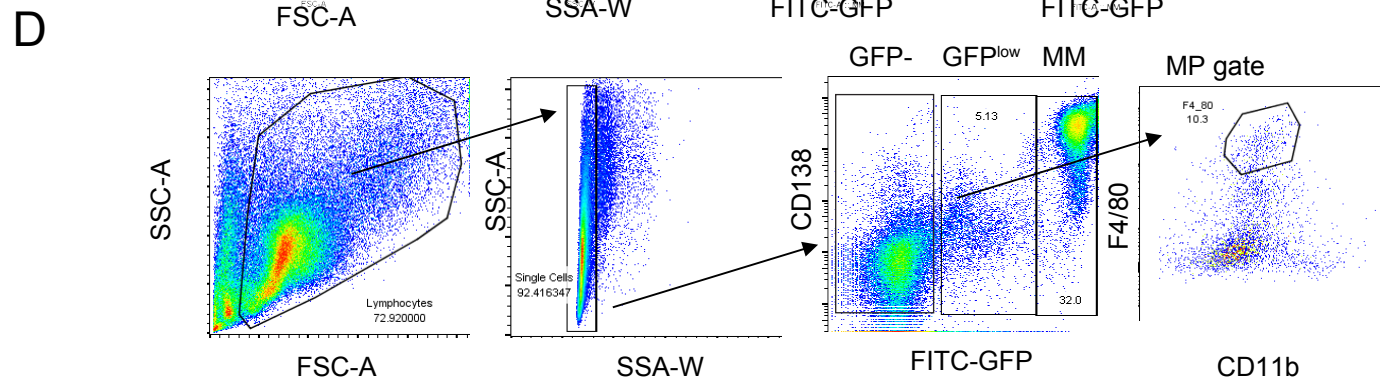 D
FSC-A
SSA-W
FITC-GFP
FITC-GFP
GFP-
GFPlow
MM
MP gate
SSC-A
Lymphocytes
72.920000
FSC-A
SSC-A
Single Cells
92.416347
SSA-W
CD138
5.13
32.0
FITC-GFP
F4/80
F4_80
10.3
CD11b